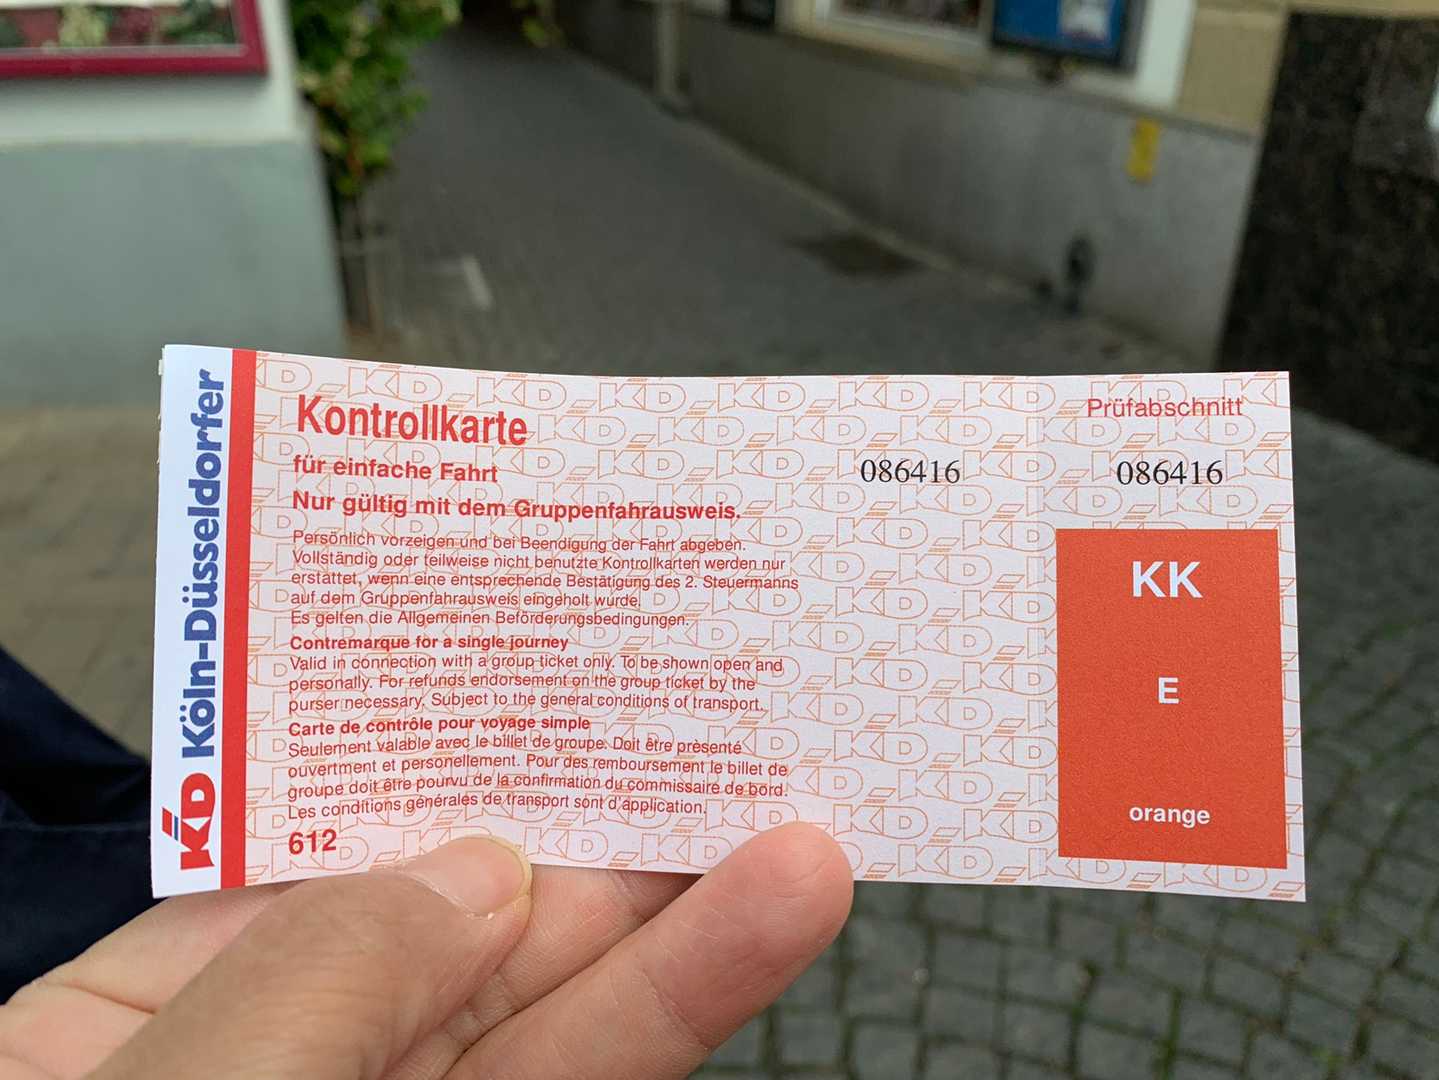 KD Köln-Düsseldorfer
Kontrollkarte
für einfache Fahrt
Nur gültig mit dem Gruppenfahrausweis.
Persönlich vorzeigen und bei Beendigung der Fahrt abgeben.
Vollständig oder teilweise nicht benutzte Kontrollkarten werden nur
erstattet, wenn eine entsprechende Bestätigung des 2. Steuermanns
auf dem Gruppenfahrausweis eingeholt wurde.
Es gelten die Allgemeinen Beförderungsbedingungen.
Contremarque for a single journey
Valid in connection with a group ticket only. To be shown open and
personally. For refunds endorsement on the group ticket by the
purser necessary. Subject to the general conditions of transport.
Carte de contrôle pour voyage simple
Seulement valable avec le billet de groupe. Doit être présenté
ouvertment et personellement. Pour des remboursement le billet de
groupe doit être pourvu de la confirmation du commissaire de bord.
Les conditions générales de transport sont d'application.
612
086416
Prüfabschnitt
086416
KK
E
orange